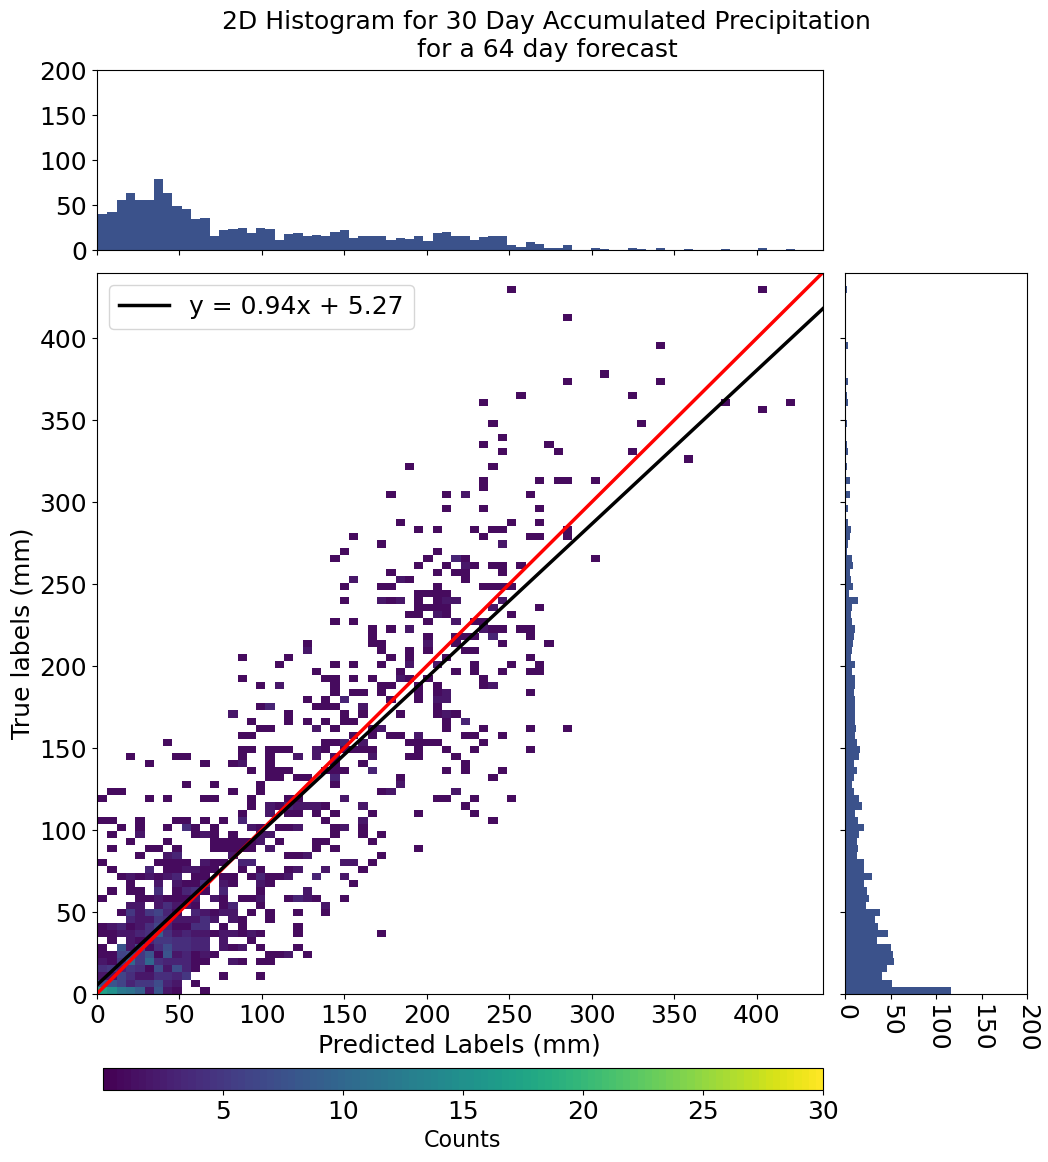 2D Histogram for 30 Day Accumulated Precipitation
for a 64 day forecast
200
150
100
50
0
y = 0.94x + 5.27
400
350
300
250
200
150
100
50
0
True labels (mm)
0 50 100 150 200 250 300 350 400
Predicted Labels (mm)
0 50 100 150 200
5 10 15 20 25 30
Counts